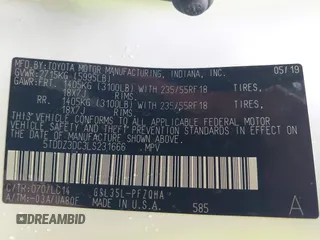 MFD BY: TOYOTA MOTOR MANUFACTURING, INDIANA, INC.
GVWR: 2715KG (5995LB) 05/19
GAWR: FRT. 1405KG (3100LB) WITH 235/55RF18 TIRES,
18X7J RIMS,
RR. 1405KG (3100LB) WITH 235/55RF18 TIRES,
18X7J
THIS VEHICLE CONFORMS TO ALL APPLICABLE FEDERAL MOTOR
VEHICLE SAFETY AND THEFT PREVENTION STANDARDS IN EFFECT ON
THE DATE OF MANUFACTURE SHOWN ABOVE.
5TDDZ3DC3LS231666 MPV
C/TR: 070/LC14 GSL35L-PFZQHA
A/TM: -03A/UA80F
MADE IN U.S.A. 585 A